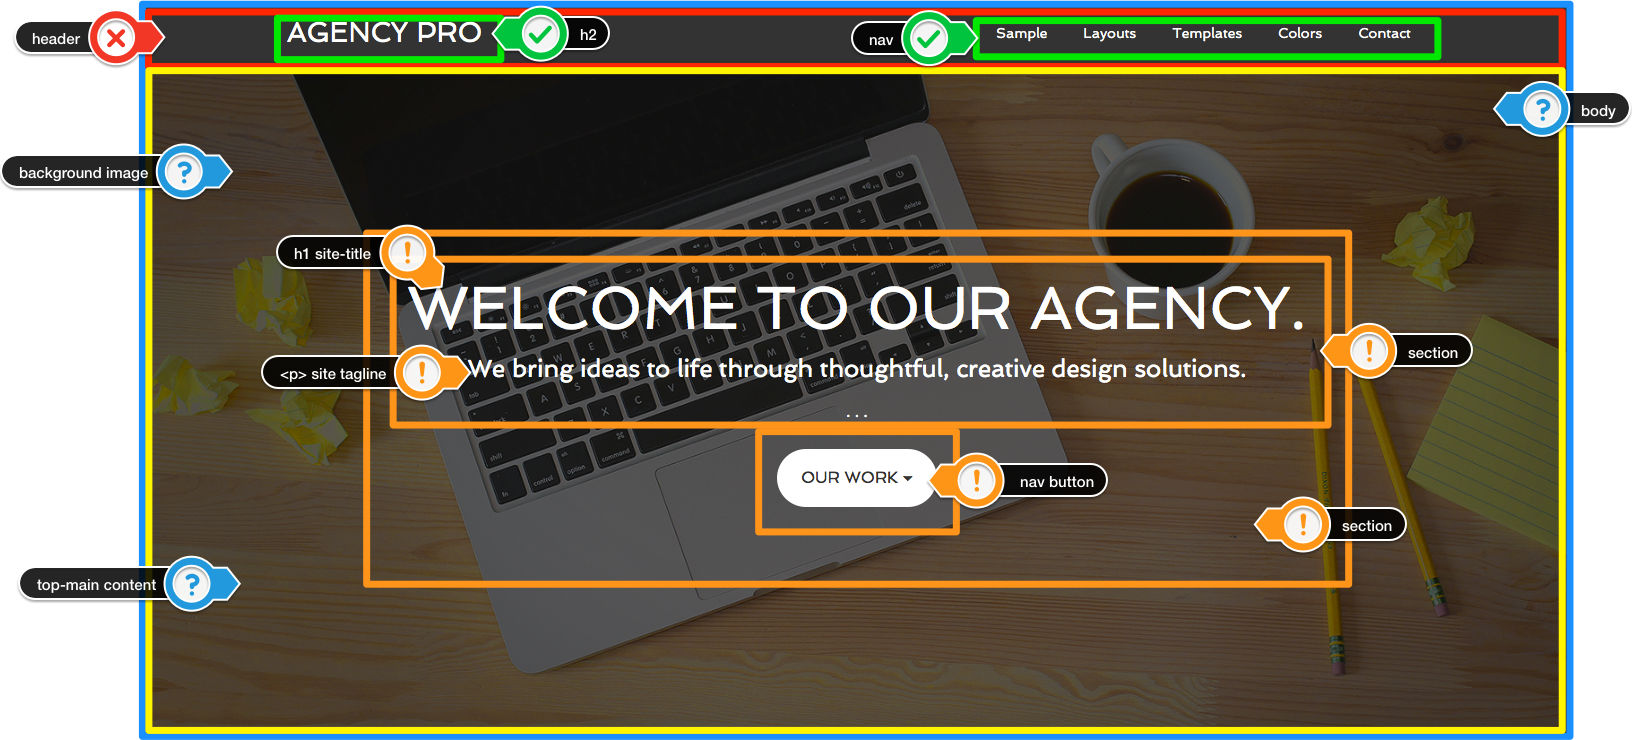 header
AGENCY PRO
h2
nav
Sample
Layouts
Templates
Colors
Contact
body
background image
h1 site-title
WELCOME TO OUR AGENCY.
section
<p> site tagline
We bring ideas to life through thoughtful, creative design solutions.
...
OUR WORK
nav button
section
top-main content